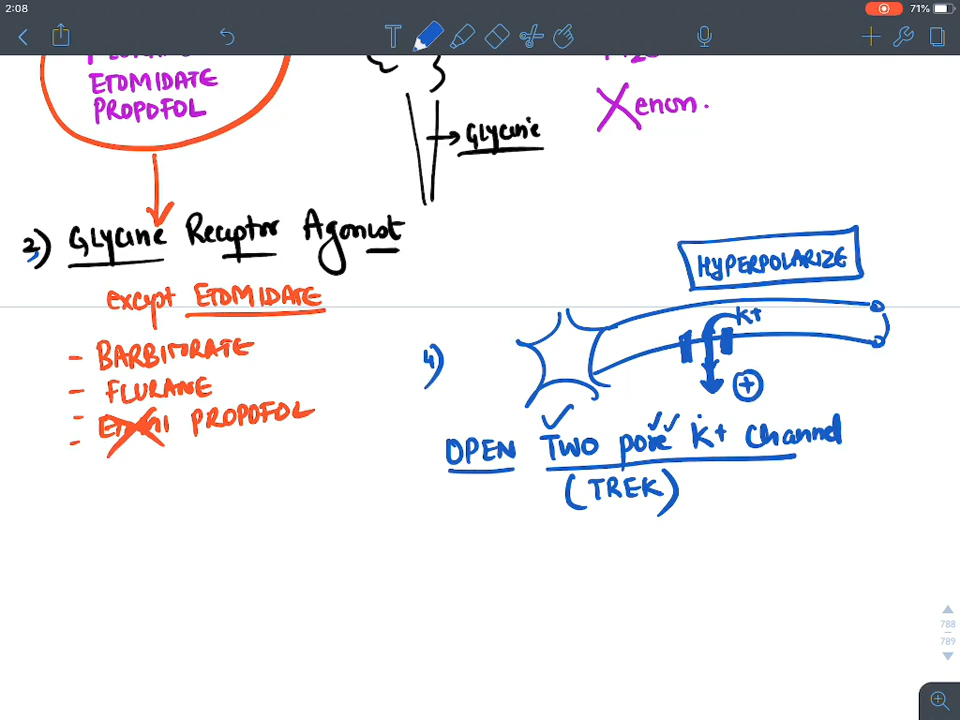 2:08
71%
T
ETOMIDATE
PROPOFOL
Xenon.
Glycine
2) Glycine Receptor Agonist
except ETOMIDATE
- BARBITURATE
- FLURANE
- PROPOFOL
-
HYPERPOLARIZE
K+
+
4)
OPEN Two pore K+ Channel
(TREK)
788
789